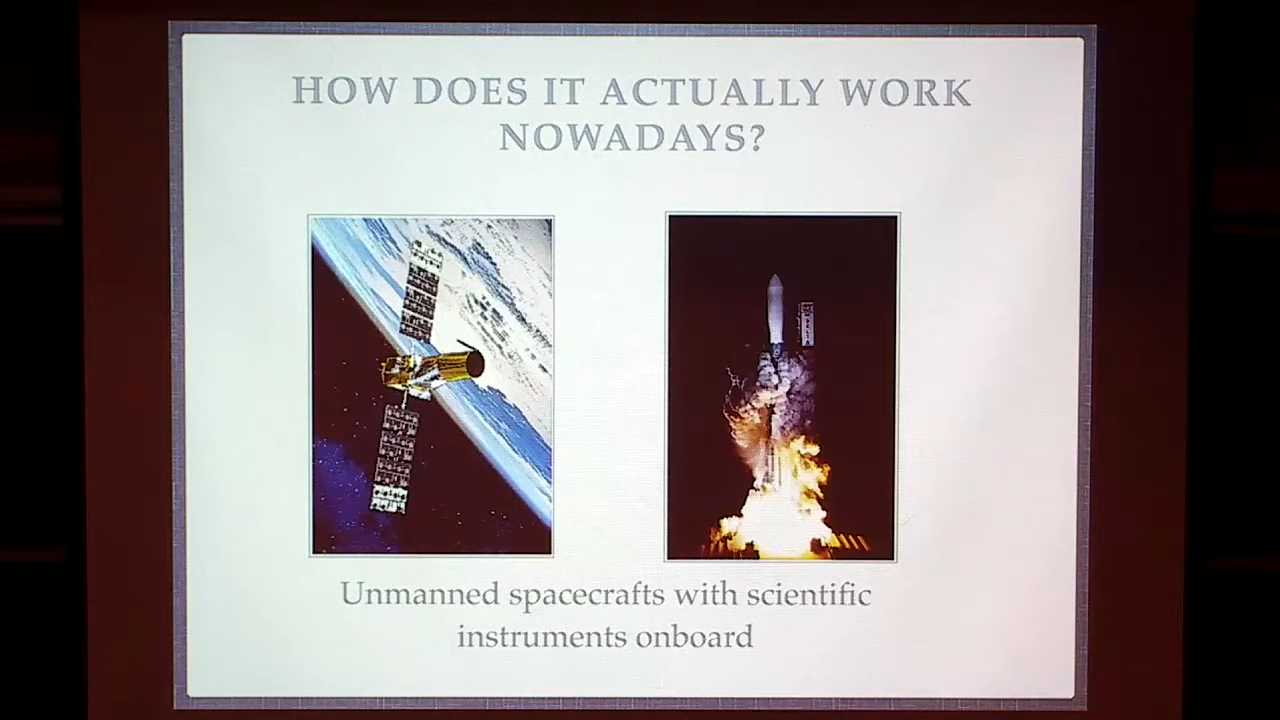 HOW DOES IT ACTUALLY WORK
NOWADAYS?
Unmanned spacecrafts with scientific
instruments onboard